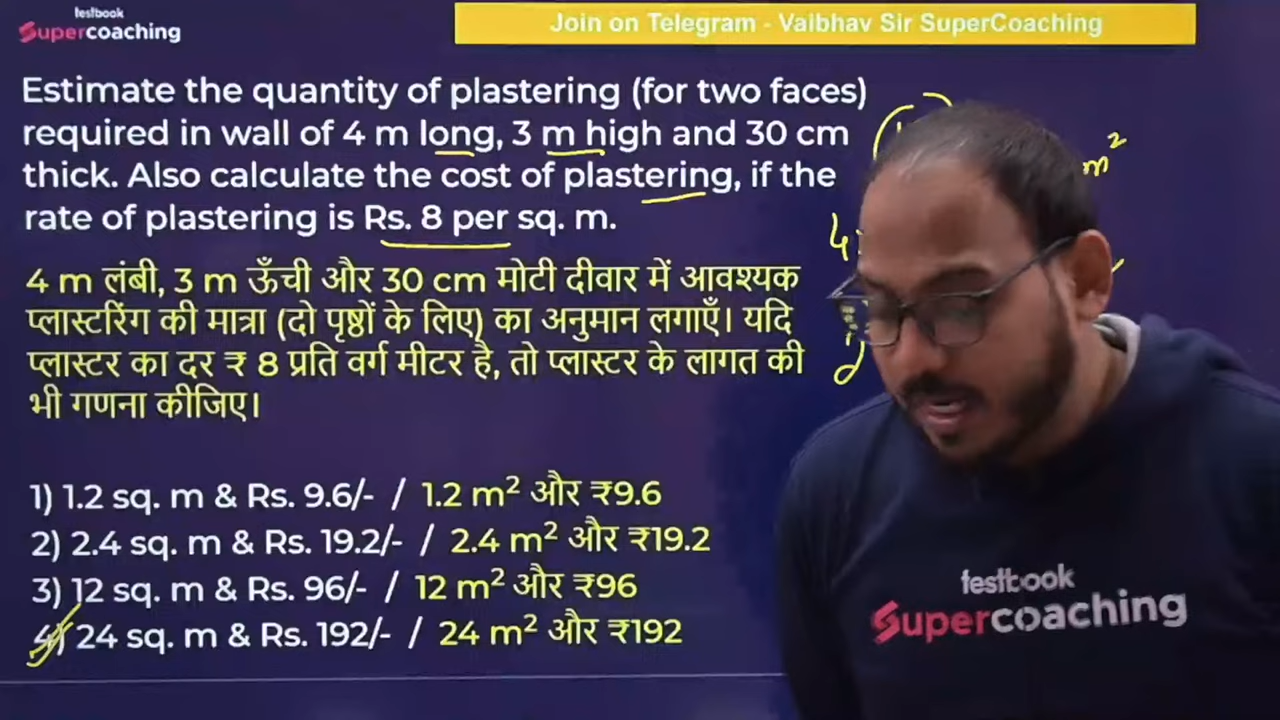 testbook
Supercoaching
Join on Telegram - Vaibhav Sir SuperCoaching
Estimate the quantity of plastering (for two faces)
required in wall of 4 m long, 3 m high and 30 cm
thick. Also calculate the cost of plastering, if the
rate of plastering is Rs. 8 per sq. m.
4 m लंबी, 3 m ऊँची और 30 cm मोटी दीवार में आवश्यक
प्लास्टरिंग की मात्रा (दो पृष्ठों के लिए) का अनुमान लगाएँ। यदि
प्लास्टर का दर ₹ 8 प्रति वर्ग मीटर है, तो प्लास्टर के लागत की
भी गणना कीजिए।
1) 1.2 sq. m & Rs. 9.6/- / 1.2 m² और ₹9.6
2) 2.4 sq. m & Rs. 19.2/- / 2.4 m² और ₹19.2
3) 12 sq. m & Rs. 96/- / 12 m² और ₹96
4) 24 sq. m & Rs. 192/- / 24 m² और ₹192
m²
4
testbook
Supercoaching